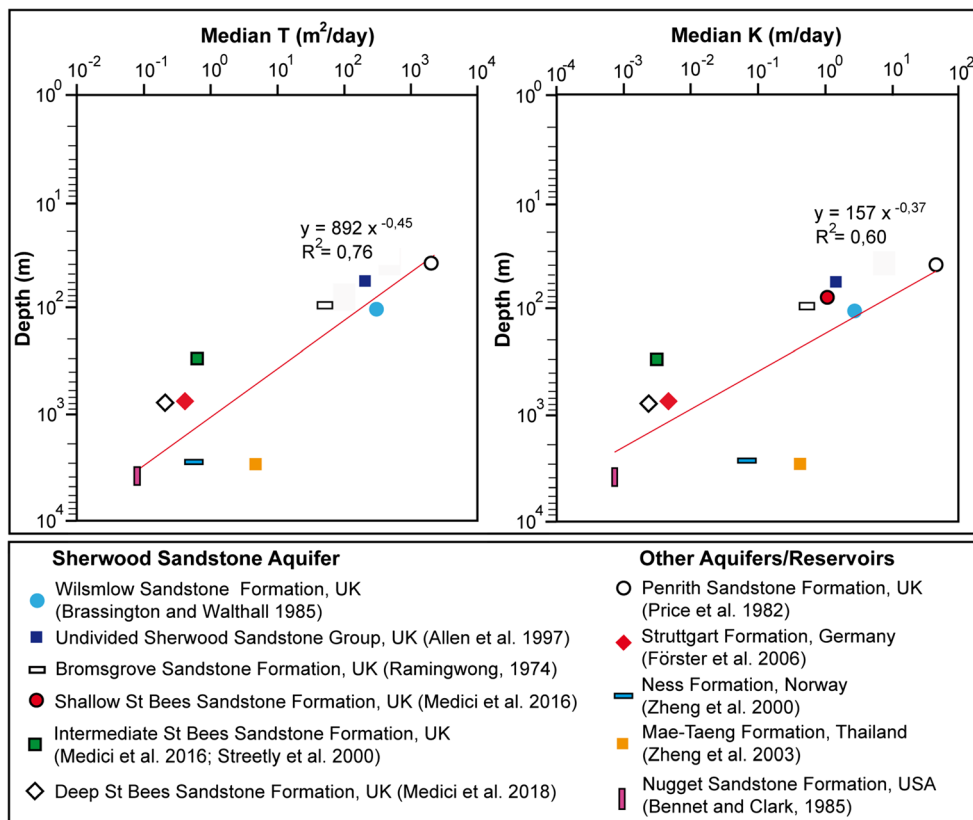 Median T (m²/day)
Median K (m/day)
10⁻² 10⁻¹ 10⁰ 10¹ 10² 10³ 10⁴
10⁻⁴ 10⁻³ 10⁻² 10⁻¹ 10⁰ 10¹ 10²
Depth (m)
10⁰
10¹
10²
10³
10⁴
y = 892 x⁻⁰,⁴⁵
R²= 0,76
Depth (m)
10⁰
10¹
10²
10³
10⁴
y = 157 x⁻⁰,³⁷
R²= 0,60
Sherwood Sandstone Aquifer
Wilsmlow Sandstone Formation, UK
(Brassington and Walthall 1985)
Undivided Sherwood Sandstone Group, UK (Allen et al. 1997)
Bromsgrove Sandstone Formation, UK (Ramingwong, 1974)
Shallow St Bees Sandstone Formation, UK (Medici et al. 2016)
Intermediate St Bees Sandstone Formation, UK
(Medici et al. 2016; Streetly et al. 2000)
Deep St Bees Sandstone Formation, UK (Medici et al. 2018)
Other Aquifers/Reservoirs
Penrith Sandstone Formation, UK
(Price et al. 1982)
Struttgart Formation, Germany
(Förster et al. 2006)
Ness Formation, Norway
(Zheng et al. 2000)
Mae-Taeng Formation, Thailand
(Zheng et al. 2003)
Nugget Sandstone Formation, USA
(Bennet and Clark, 1985)